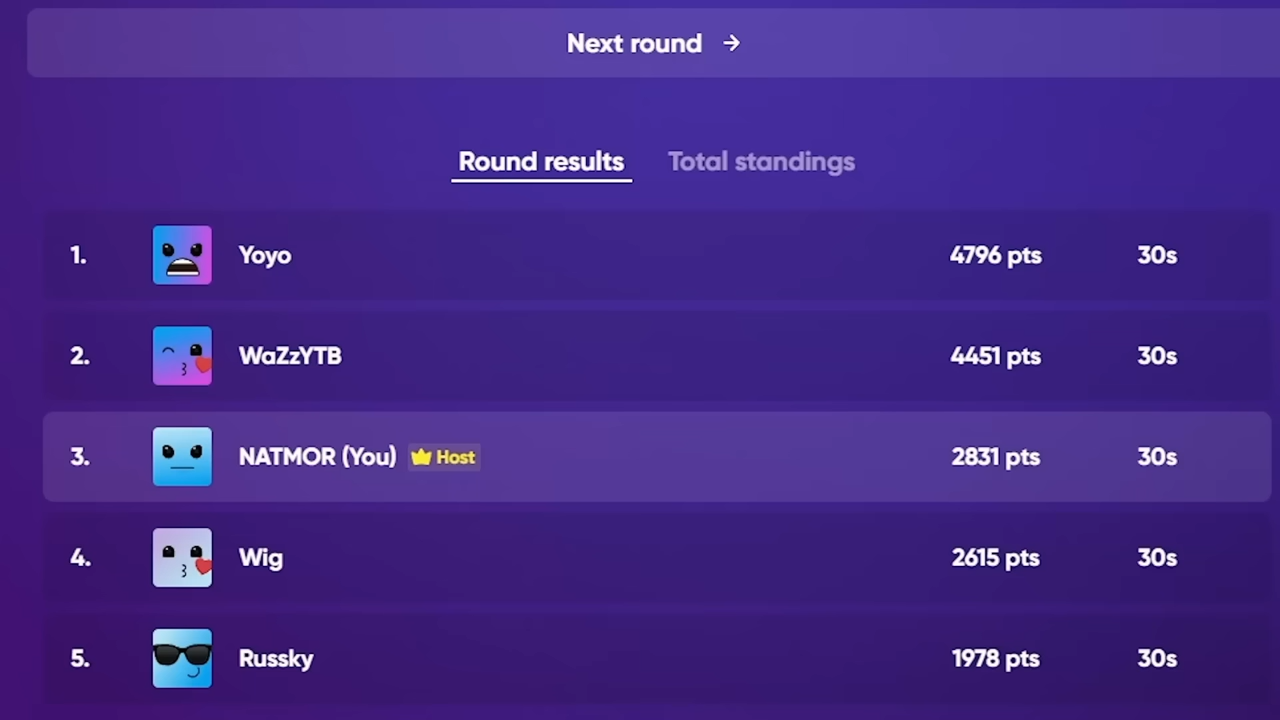 Next round →
Round results Total standings
1. Yoyo 4796 pts 30s
2. WaZzYTB 4451 pts 30s
3. NATMOR (You) Host 2831 pts 30s
4. Wig 2615 pts 30s
5. Russky 1978 pts 30s